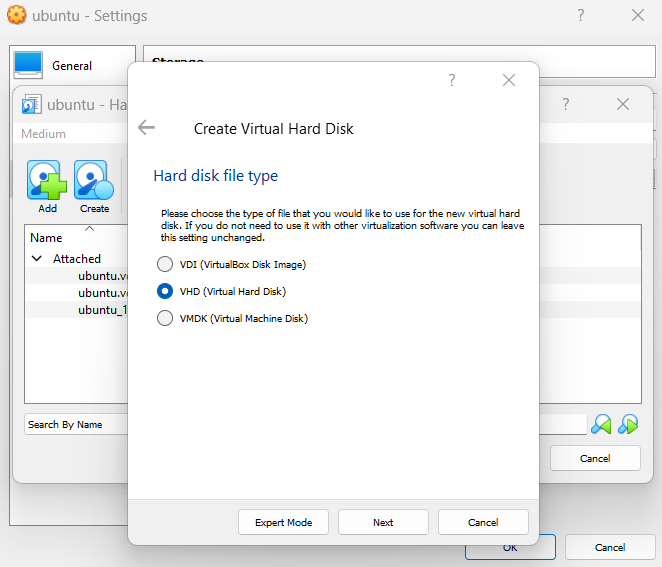 ubuntu - Settings
?
General
Storage
ubuntu - Ha
?
Medium
Add
Create
Name
Attached
ubuntu.v
ubuntu.v
ubuntu_1
Search By Name
Cancel
OK
Cancel
?
Create Virtual Hard Disk
Hard disk file type
Please choose the type of file that you would like to use for the new virtual hard
disk. If you do not need to use it with other virtualization software you can leave
this setting unchanged.
VDI (VirtualBox Disk Image)
VHD (Virtual Hard Disk)
VMDK (Virtual Machine Disk)
Expert Mode
Next
Cancel